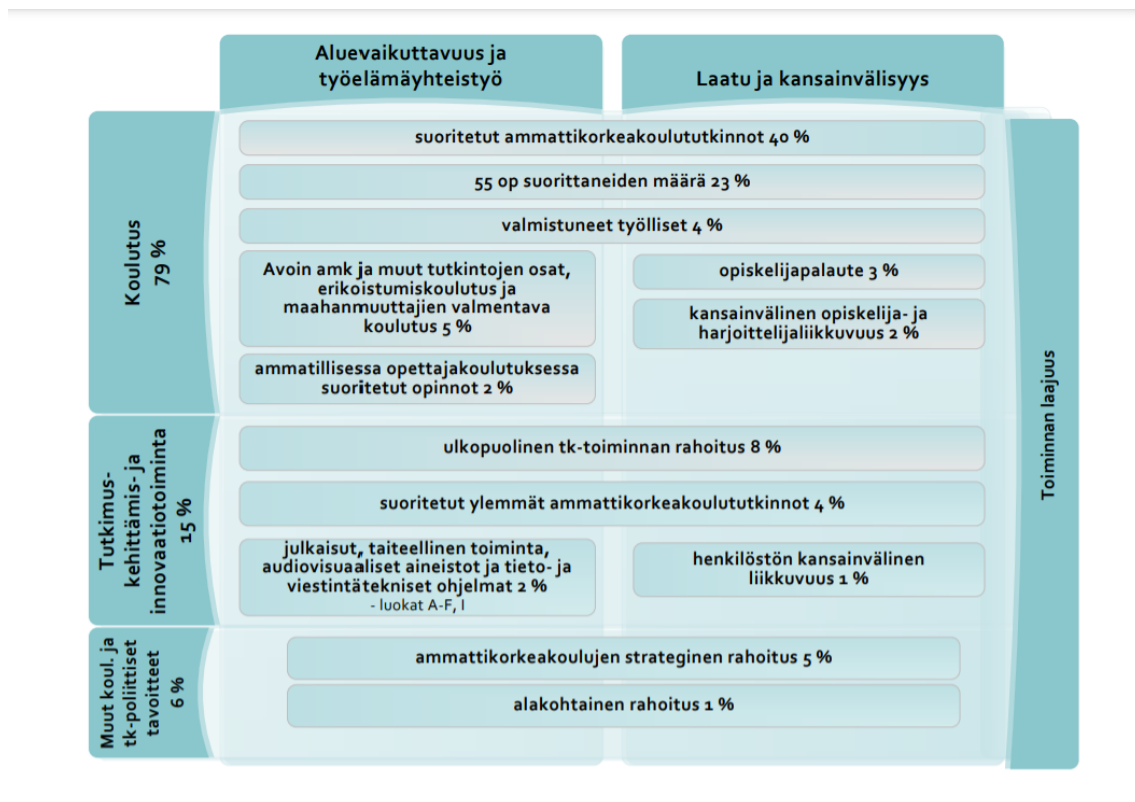 Aluevaikuttavuus ja
työelämäyhteistyö
Laatu ja kansainvälisyys
Koulutus
79 %
suoritetut ammattikorkeakoulututkinnot 40 %
55 op suorittaneiden määrä 23 %
valmistuneet työlliset 4 %
Avoin amk ja muut tutkintojen osat,
erikoistumiskoulutus ja
maahanmuuttajien valmentava
koulutus 5 %
opiskelijapalaute 3 %
kansainvälinen opiskelija- ja
harjoittelijaliikkuvuus 2 %
ammatillisessa opettajakoulutuksessa
suoritetut opinnot 2 %
Tutkimus-
kehittämis- ja
innovaatiotoiminta
15 %
ulkopuolinen tk-toiminnan rahoitus 8 %
suoritetut ylemmät ammattikorkeakoulututkinnot 4 %
julkaisut, taiteellinen toiminta,
audiovisuaaliset aineistot ja tieto- ja
viestintätekniset ohjelmat 2 %
- luokat A-F, I
henkilöstön kansainvälinen
liikkuvuus 1 %
Muut koul. ja
tk-poliittiset
tavoitteet
6 %
ammattikorkeakoulujen strateginen rahoitus 5 %
alakohtainen rahoitus 1 %
Toiminnan laajuus